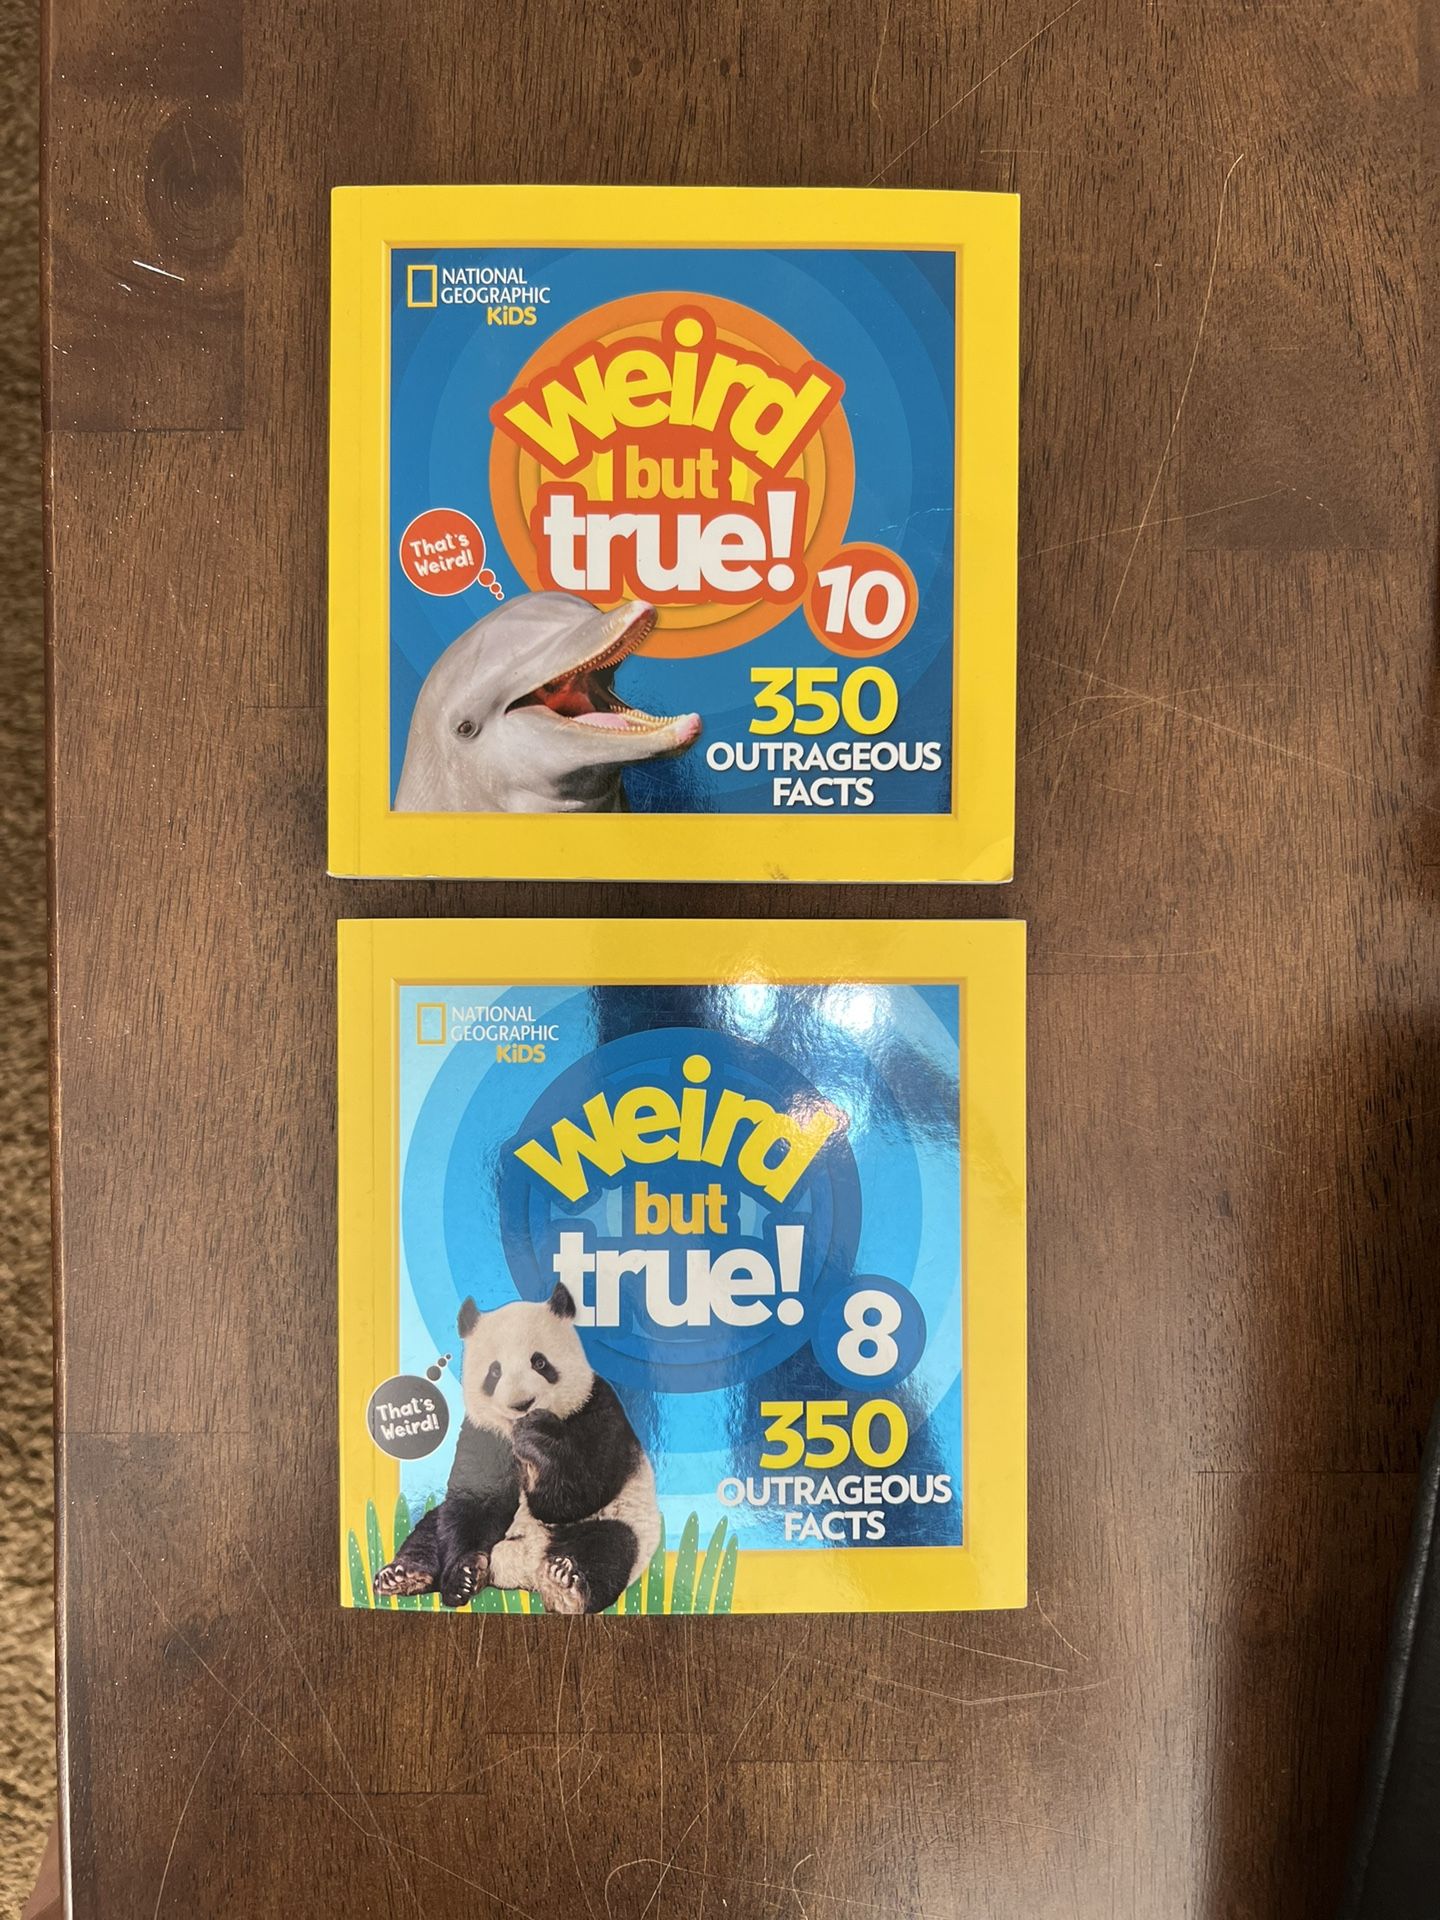 NATIONAL
GEOGRAPHIC
KiDS
weird
but
true!
That's
Weird!
10
350
OUTRAGEOUS
FACTS
NATIONAL
GEOGRAPHIC
KiDS
weird
but
true!
8
That's
Weird!
350
OUTRAGEOUS
FACTS